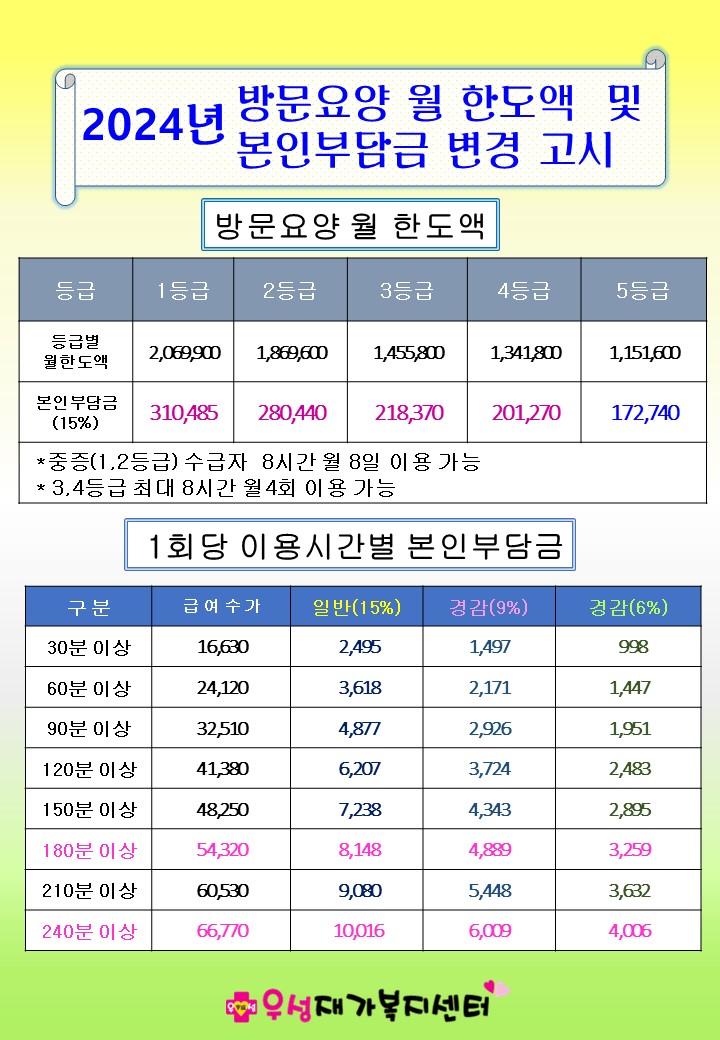 2024년 방문요양 월 한도액 및
본인부담금 변경 고시
방문요양 월 한도액
등급 1등급 2등급 3등급 4등급 5등급
등급별
월한도액 2,069,900 1,869,600 1,455,800 1,341,800 1,151,600
본인부담금
(15%) 310,485 280,440 218,370 201,270 172,740
*중증(1,2등급) 수급자 8시간 월 8일 이용 가능
* 3,4등급 최대 8시간 월4회 이용 가능
1회당 이용시간별 본인부담금
구 분 급 여 수 가 일반(15%) 경감(9%) 경감(6%)
30분 이상 16,630 2,495 1,497 998
60분 이상 24,120 3,618 2,171 1,447
90분 이상 32,510 4,877 2,926 1,951
120분 이상 41,380 6,207 3,724 2,483
150분 이상 48,250 7,238 4,343 2,895
180분 이상 54,320 8,148 4,889 3,259
210분 이상 60,530 9,080 5,448 3,632
240분 이상 66,770 10,016 6,009 4,006
우성재가복지센터